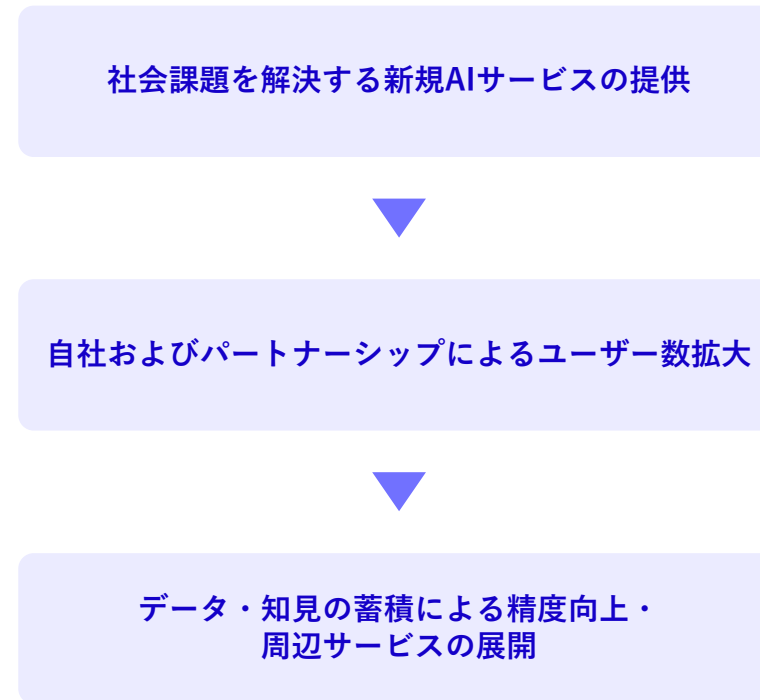 社会課題を解決する新規AIサービスの提供
自社およびパートナーシップによるユーザー数拡大
データ・知見の蓄積による精度向上・
周辺サービスの展開